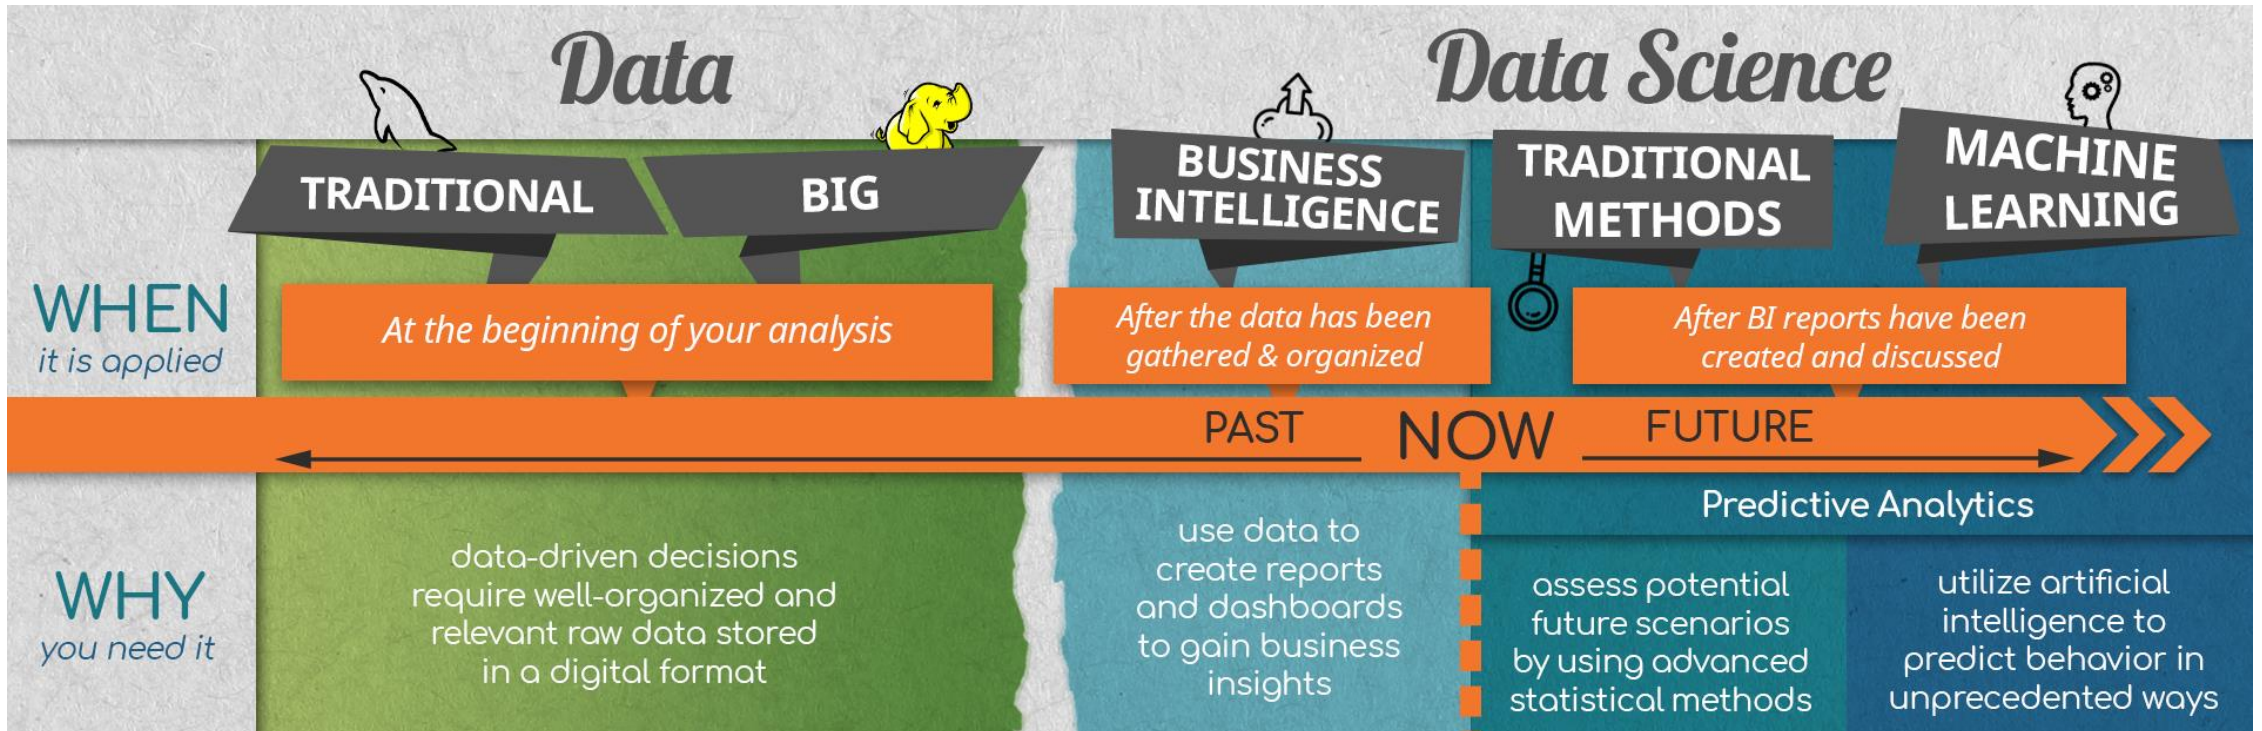 Data
Data Science
TRADITIONAL
BIG
BUSINESS
INTELLIGENCE
TRADITIONAL
METHODS
MACHINE
LEARNING
WHEN
it is applied
At the beginning of your analysis
After the data has been
gathered & organized
After BI reports have been
created and discussed
PAST
NOW
FUTURE
WHY
you need it
data-driven decisions
require well-organized and
relevant raw data stored
in a digital format
use data to
create reports
and dashboards
to gain business
insights
Predictive Analytics
assess potential
future scenarios
by using advanced
statistical methods
utilize artificial
intelligence to
predict behavior in
unprecedented ways